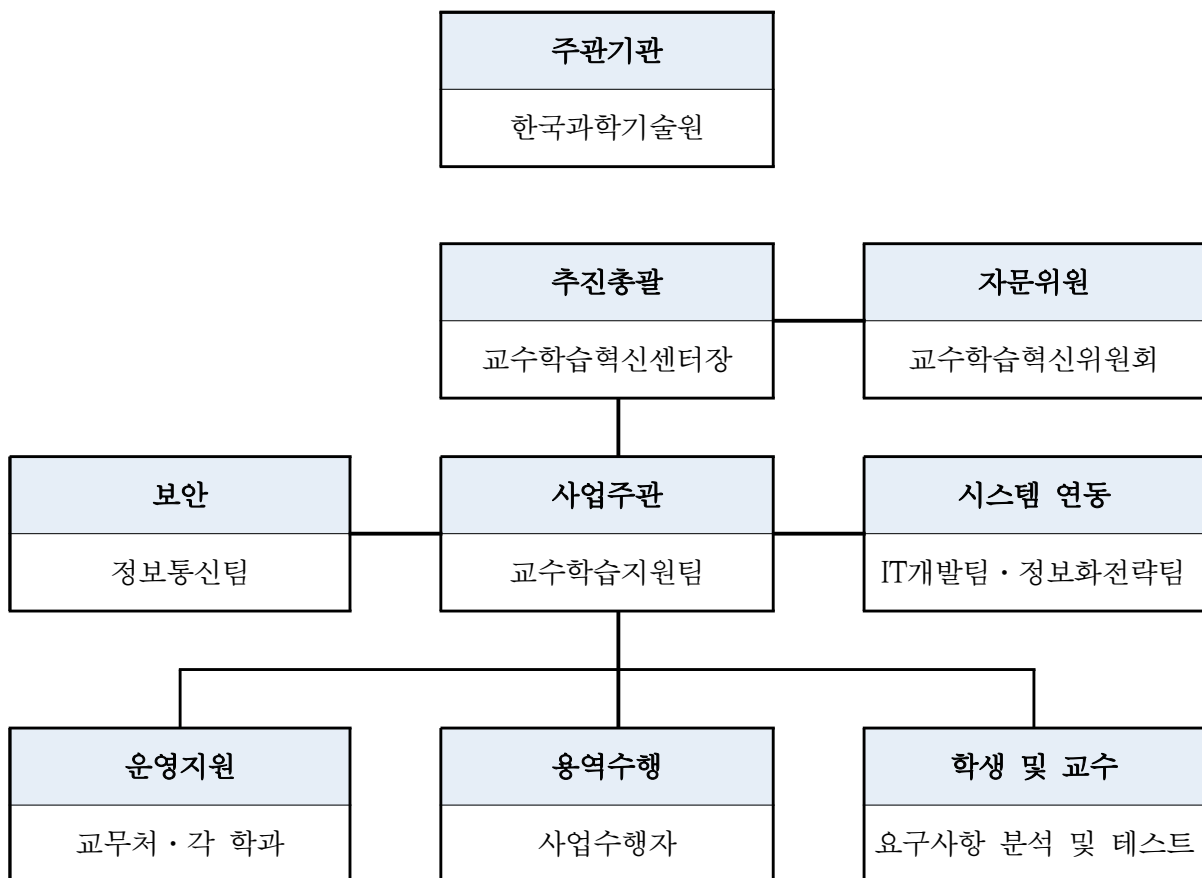 주관기관
한국과학기술원
추진총괄
교수학습혁신센터장
자문위원
교수학습혁신위원회
보안
정보통신팀
사업주관
교수학습지원팀
시스템 연동
IT개발팀·정보화전략팀
운영지원
교무처·각 학과
용역수행
사업수행자
학생 및 교수
요구사항 분석 및 테스트